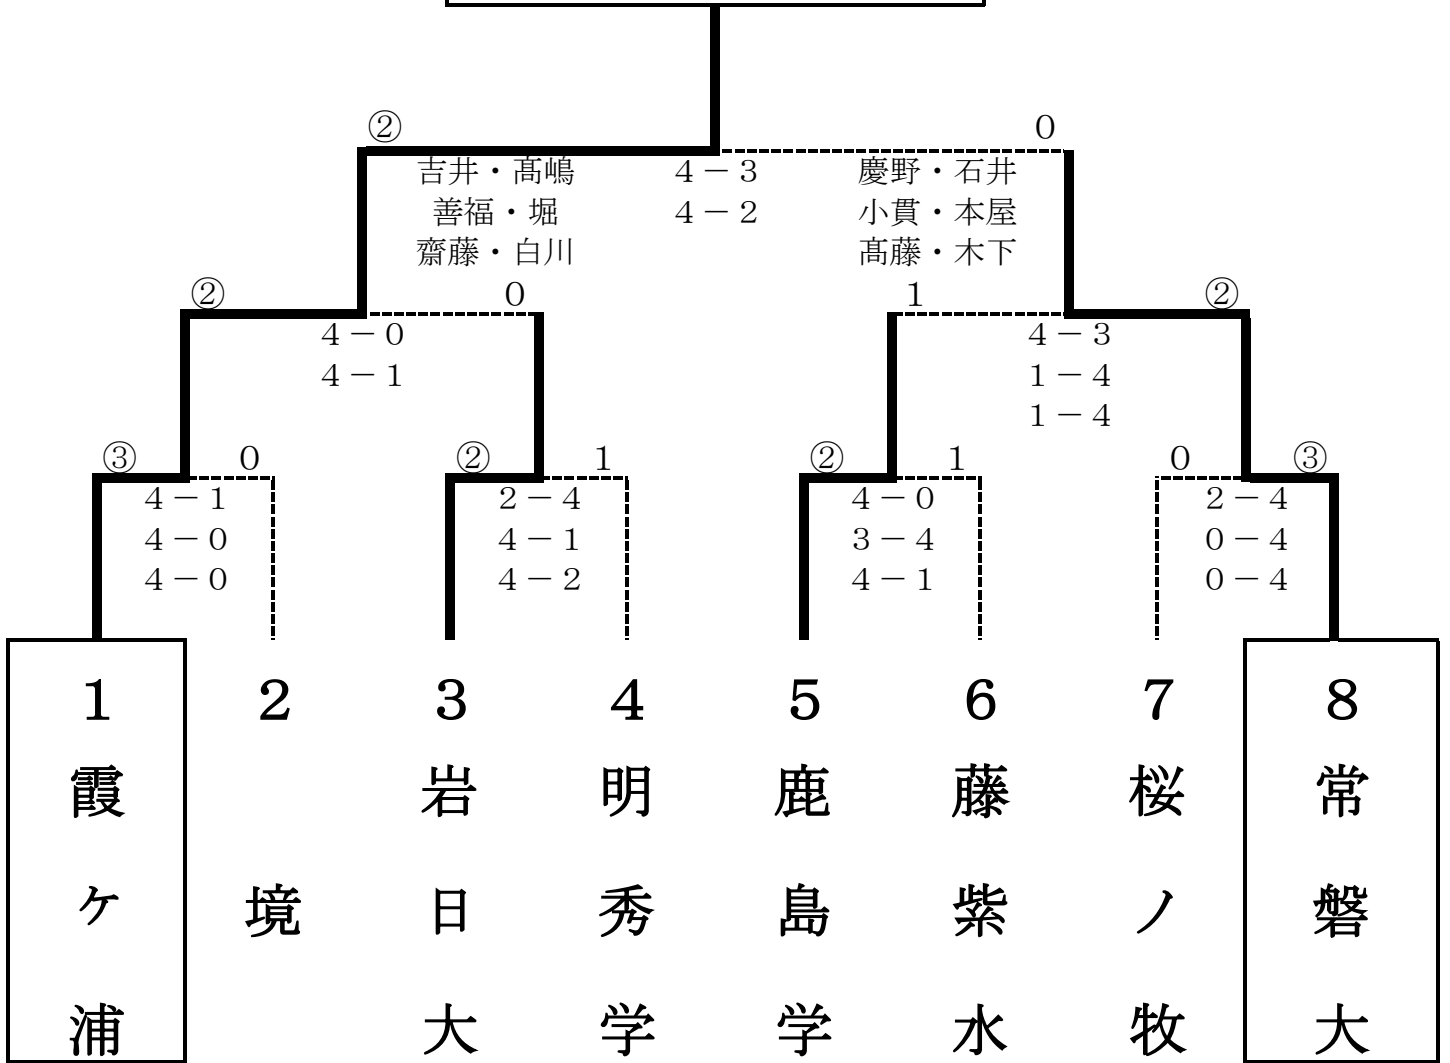 ② 0
吉井・髙嶋 4－3 慶野・石井
善福・堀 4－2 小貫・本屋
齋藤・白川 髙藤・木下
② 0 1 ②
4－0 4－3
4－1 1－4
1－4
③ 0 ② 1 ② 1 0 ③
4－1 2－4 4－0 2－4
4－0 4－1 3－4 0－4
4－0 4－2 4－1 0－4
1 2 3 4 5 6 7 8
霞ケ浦
境
岩日大
明秀学
鹿島学
藤紫水
桜ノ牧
常磐大